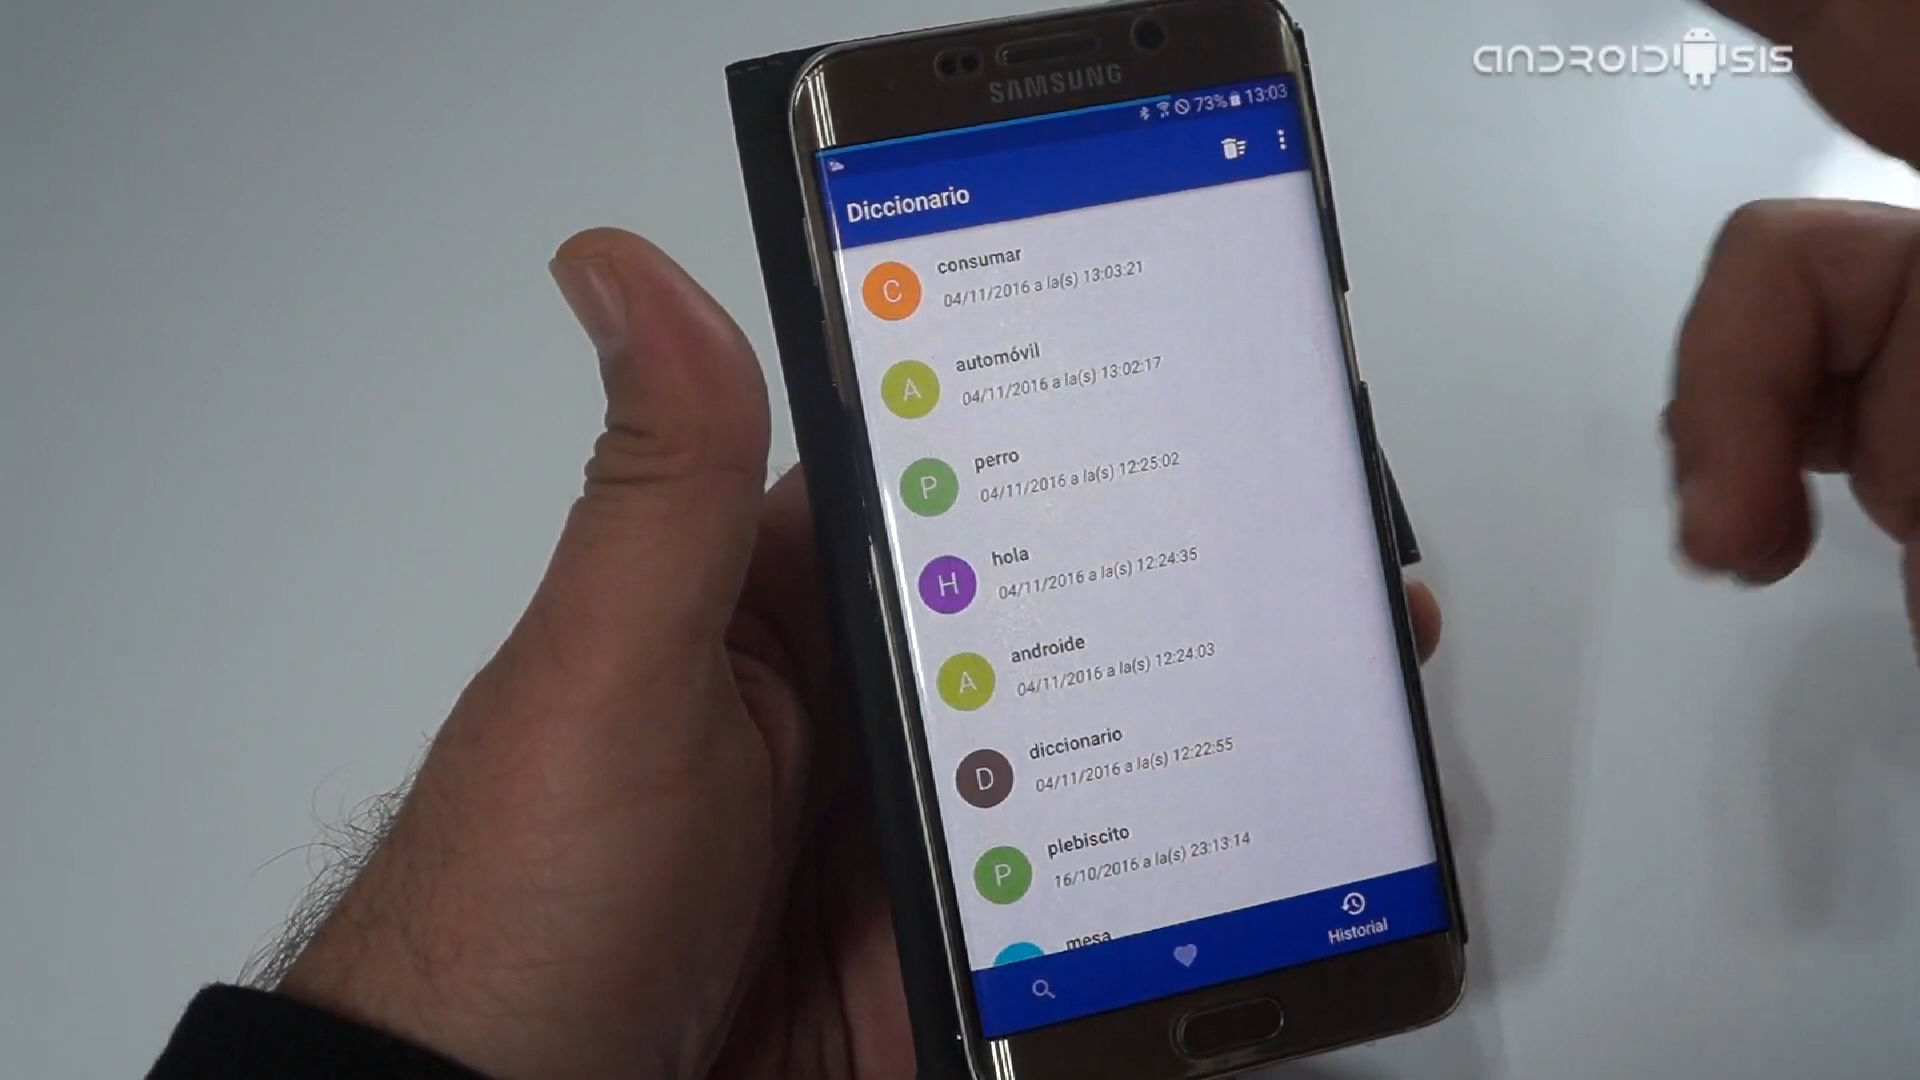 ANDROIDSIS
SAMSUNG
73% 13:03
Diccionario
C
consumar
04/11/2016 a la(s) 13:03:21
A
automóvil
04/11/2016 a la(s) 13:02:17
P
perro
04/11/2016 a la(s) 12:25:02
H
hola
04/11/2016 a la(s) 12:24:35
A
androide
04/11/2016 a la(s) 12:24:03
D
diccionario
04/11/2016 a la(s) 12:22:55
P
plebiscito
16/10/2016 a la(s) 23:13:14
mesa
Historial